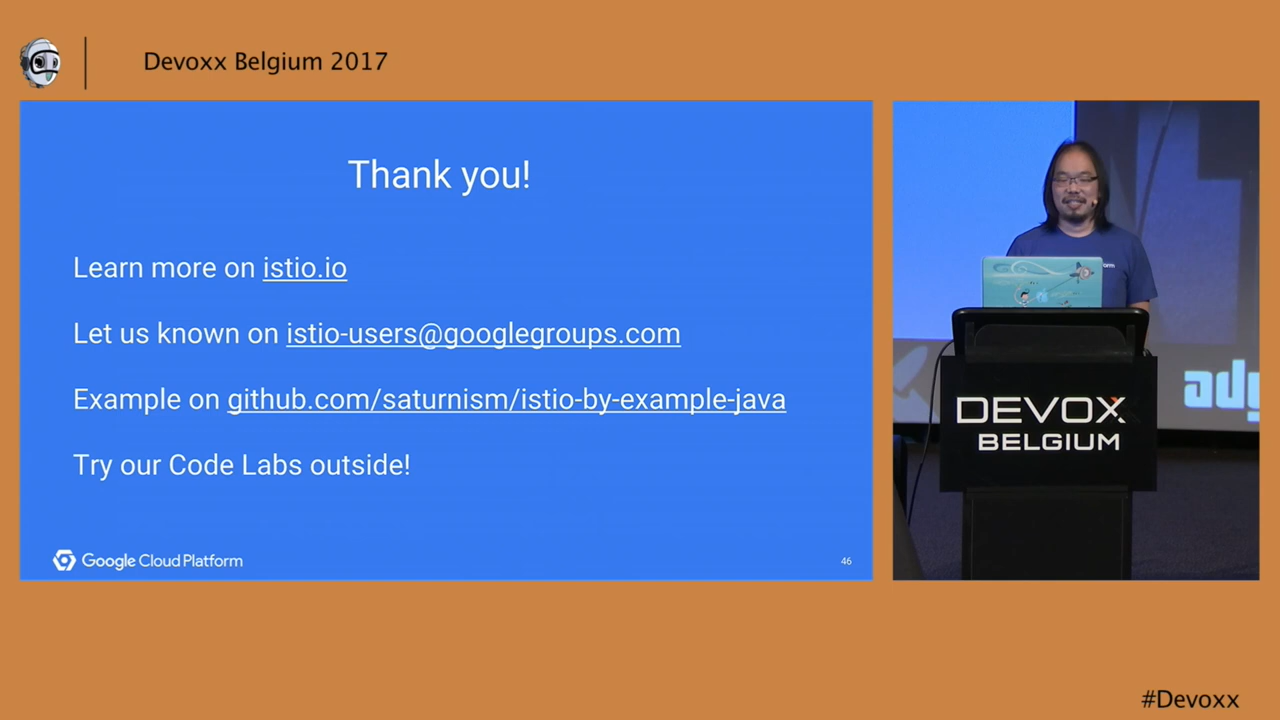 Devoxx Belgium 2017
Thank you!
Learn more on istio.io
Let us known on istio-users@googlegroups.com
Example on github.com/saturnism/istio-by-example-java
Try our Code Labs outside!
Google Cloud Platform
46
DEVOXX
BELGIUM
#Devoxx